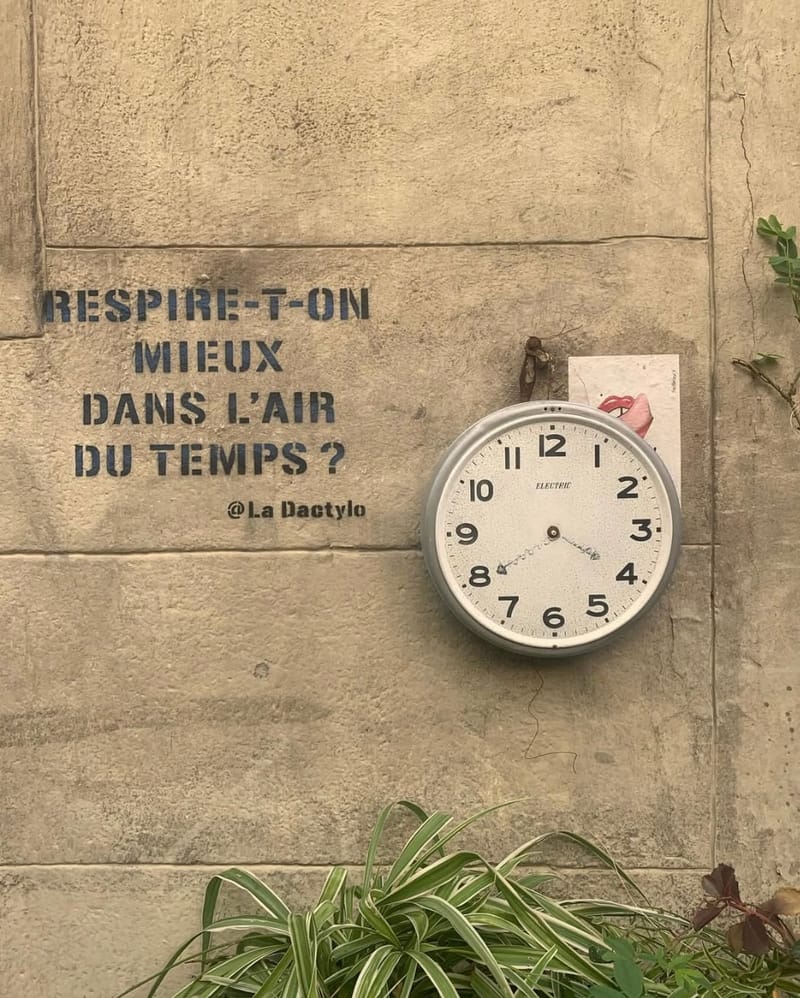 RESPIRE-T-ON
MIEUX
DANS L'AIR
DU TEMPS ?
@La Dactylo
12
1
2
3
4
5
6
7
8
9
10
11
ELECTRIC